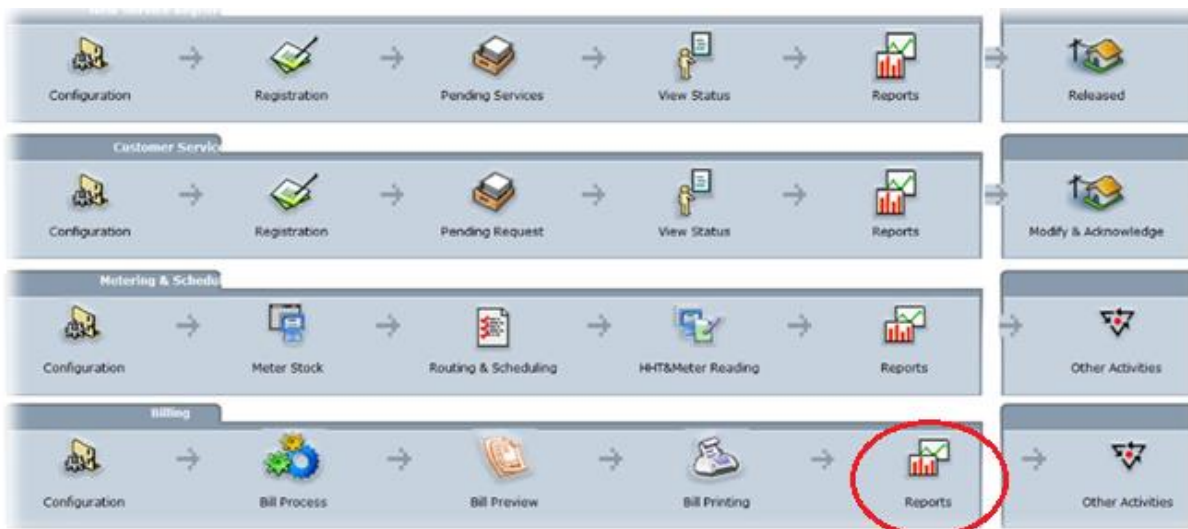 Configuration Registration Pending Services View Status Reports Released
Customer Servic
Configuration Registration Pending Request View Status Reports Modify & Acknowledge
Metering & Schedu
Configuration Meter Stock Routing & Scheduling HHT&Meter Reading Reports Other Activities
Billing
Configuration Bill Process Bill Preview Bill Printing Reports Other Activities